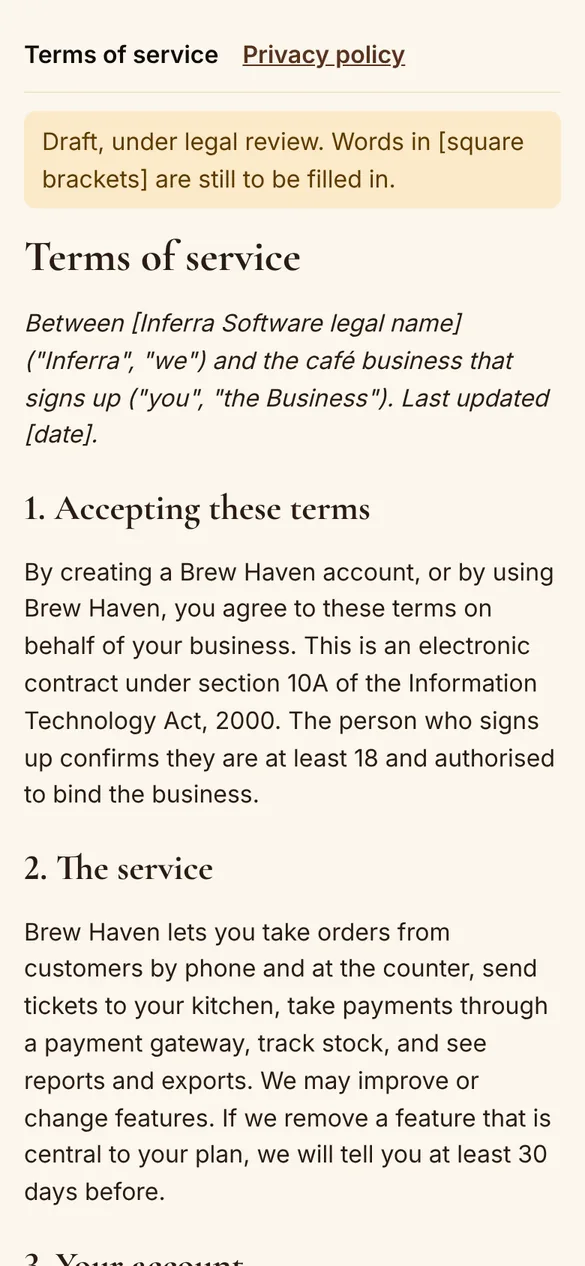 Terms of service Privacy policy
Draft, under legal review. Words in [square
brackets] are still to be filled in.
Terms of service
Between [Inferra Software legal name]
("Inferra", "we") and the café business that
signs up ("you", "the Business"). Last updated
[date].
1. Accepting these terms
By creating a Brew Haven account, or by using
Brew Haven, you agree to these terms on
behalf of your business. This is an electronic
contract under section 10A of the Information
Technology Act, 2000. The person who signs
up confirms they are at least 18 and authorised
to bind the business.
2. The service
Brew Haven lets you take orders from
customers by phone and at the counter, send
tickets to your kitchen, take payments through
a payment gateway, track stock, and see
reports and exports. We may improve or
change features. If we remove a feature that is
central to your plan, we will tell you at least 30
days before.
3. Your account